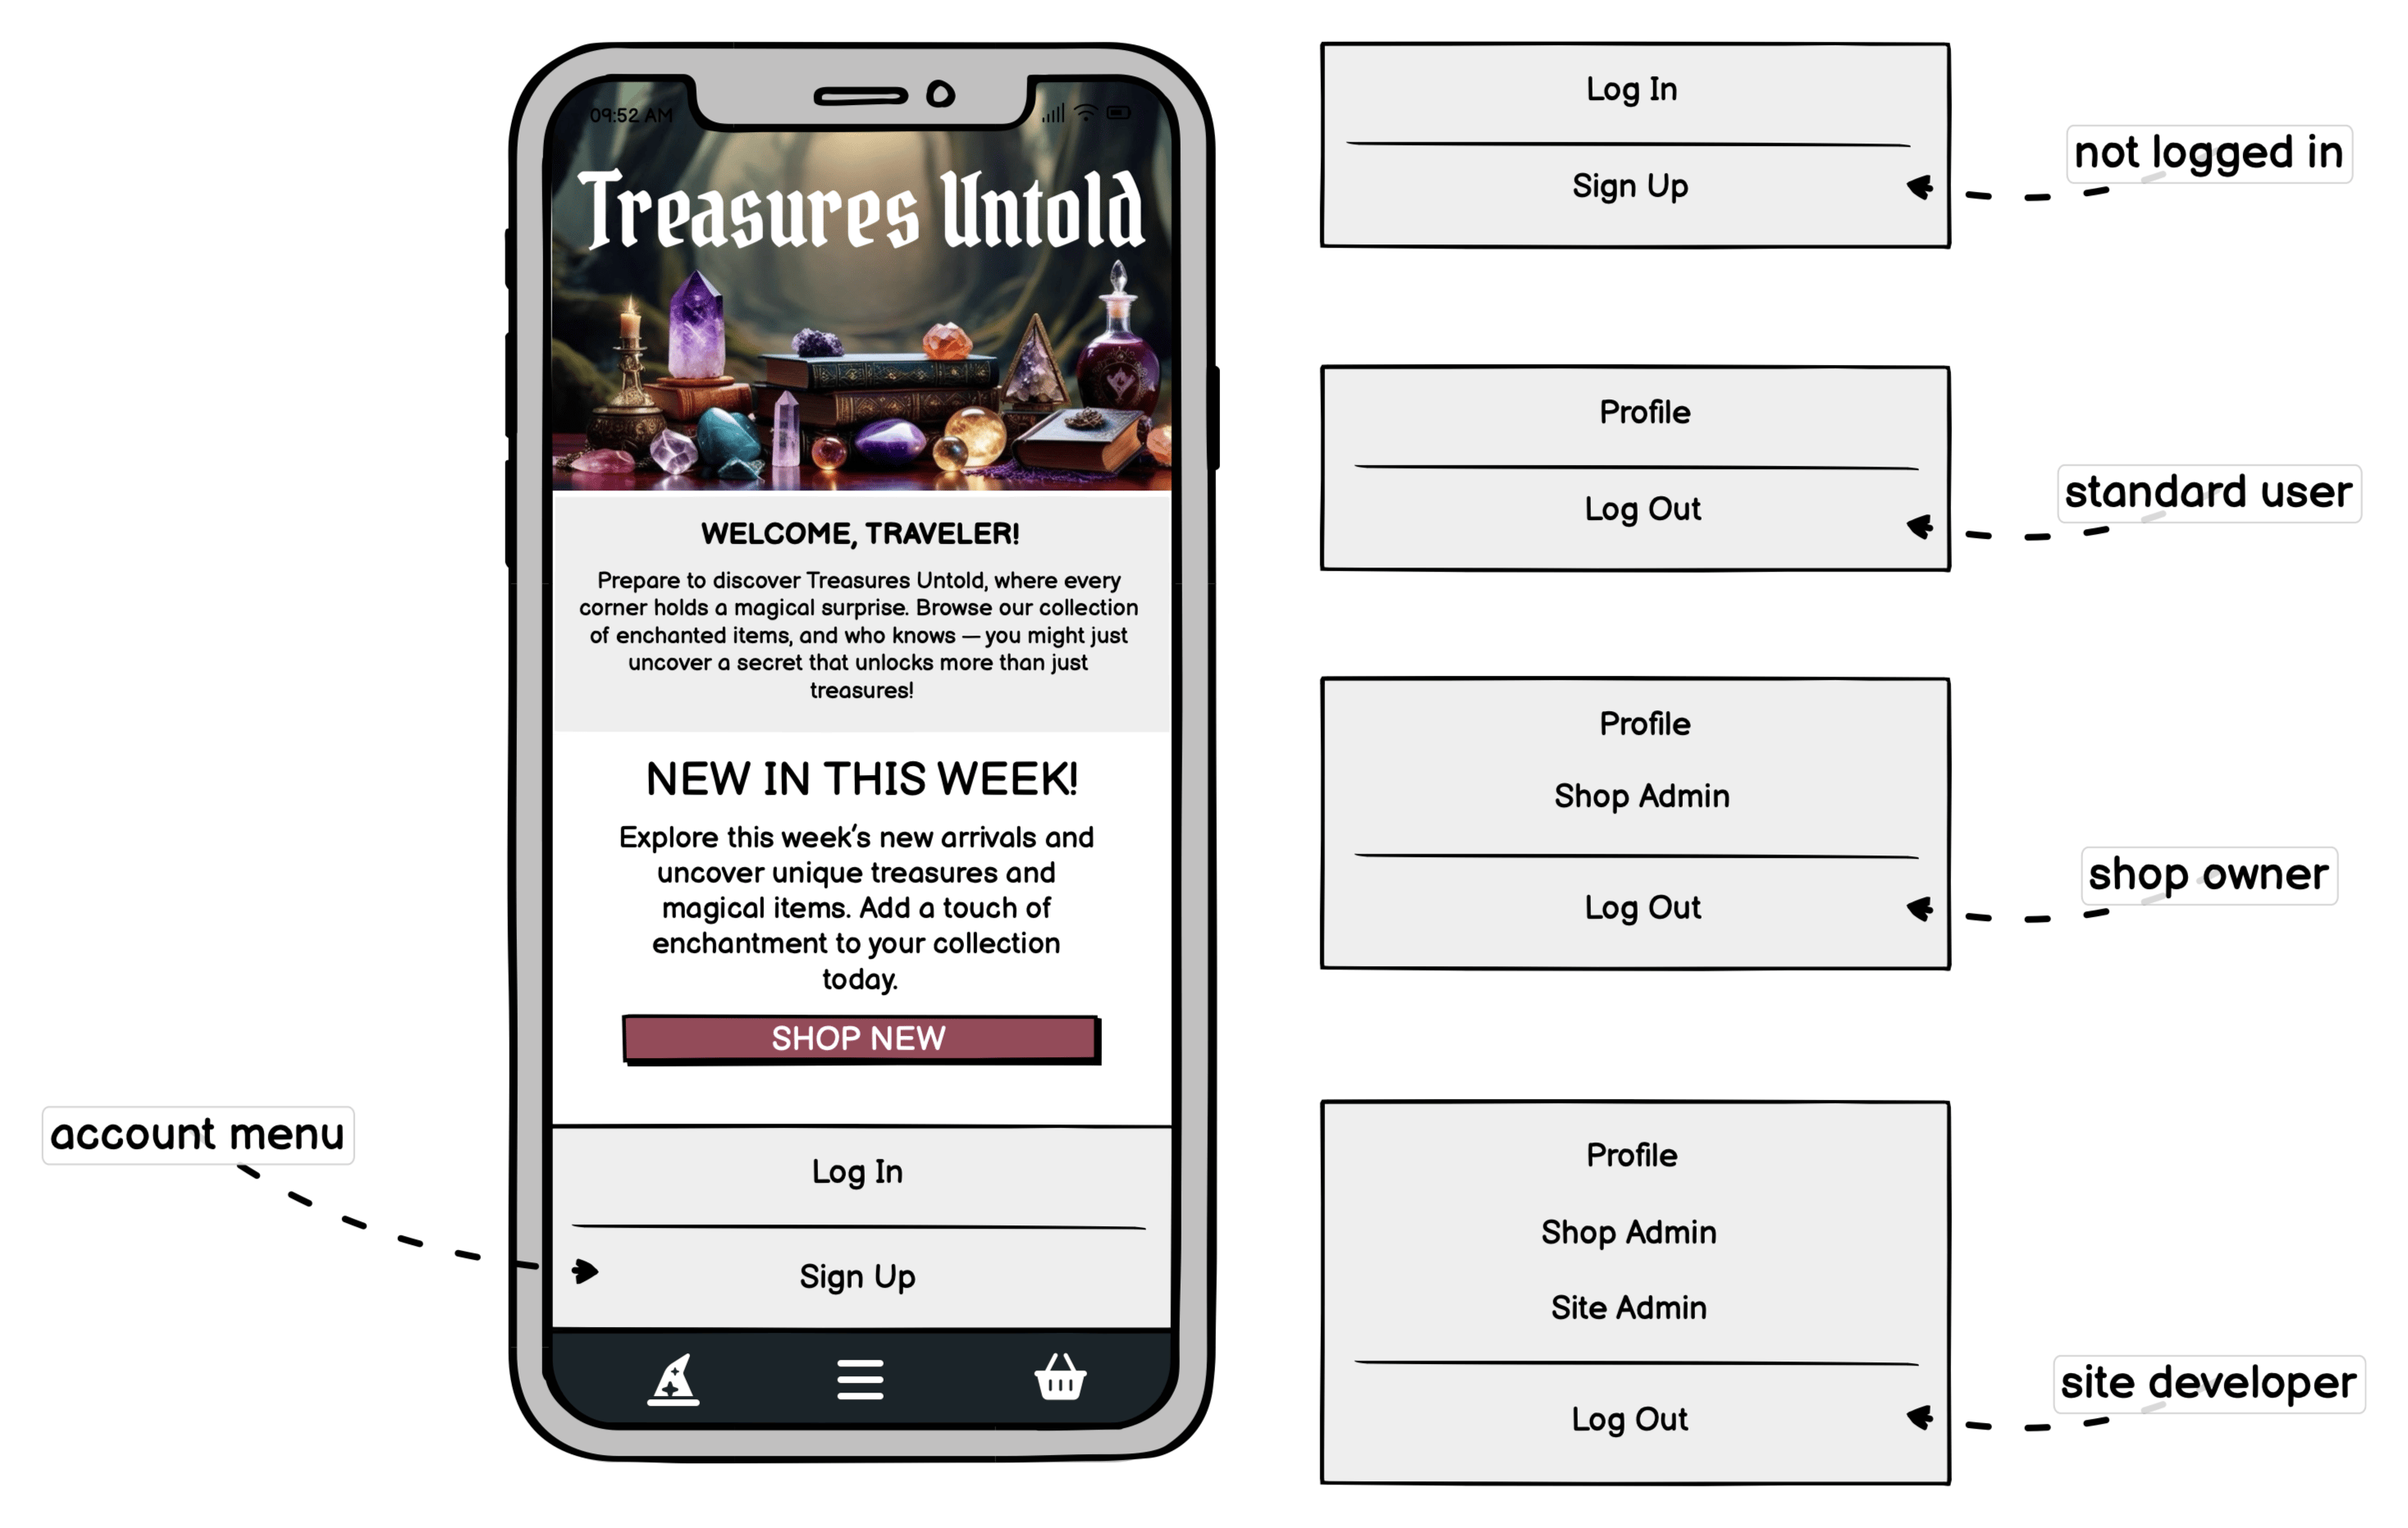 09:52 AM
Treasures Untold
WELCOME, TRAVELER!
Prepare to discover Treasures Untold, where every
corner holds a magical surprise. Browse our collection
of enchanted items, and who knows — you might just
uncover a secret that unlocks more than just
treasures!
NEW IN THIS WEEK!
Explore this week's new arrivals and
uncover unique treasures and
magical items. Add a touch of
enchantment to your collection
today.
SHOP NEW
account menu
Log In
Sign Up
Log In
Sign Up
not logged in
Profile
Log Out
standard user
Profile
Shop Admin
Log Out
shop owner
Profile
Shop Admin
Site Admin
Log Out
site developer